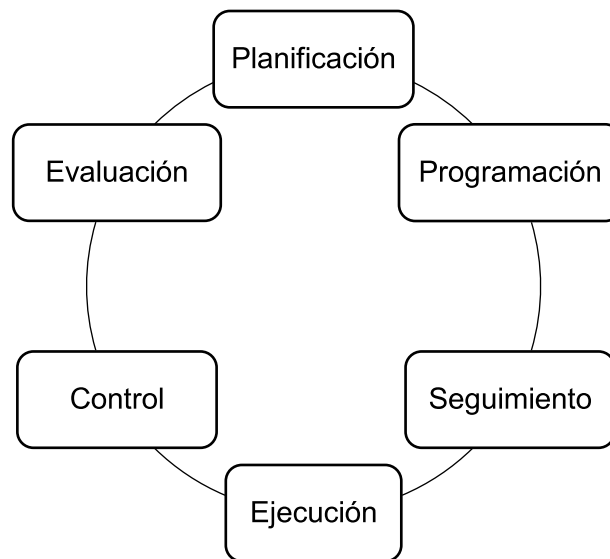 Planificación
Programación
Seguimiento
Ejecución
Control
Evaluación